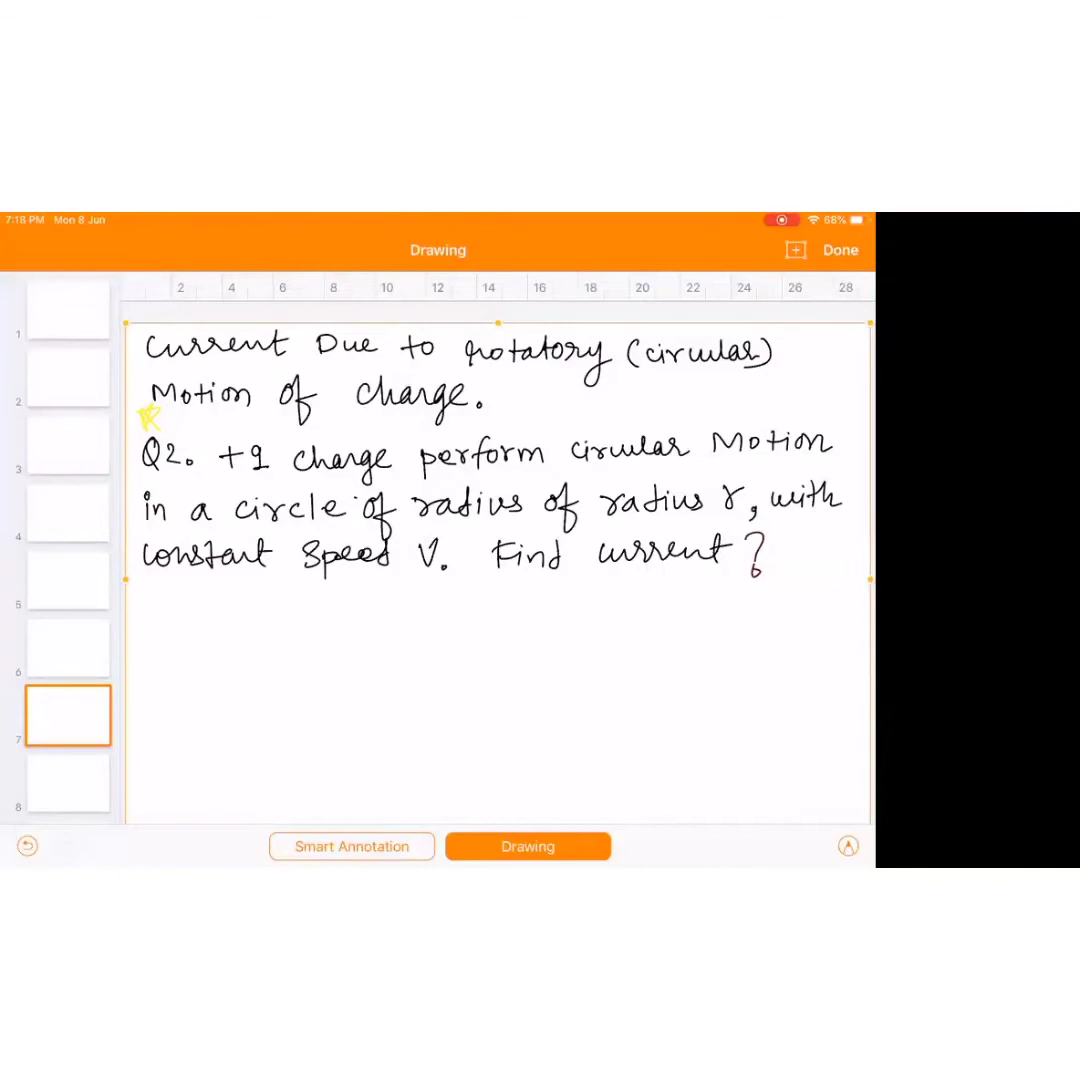 7:18 PM Mon 8 Jun
68%
Drawing
Done
2 4 6 8 10 12 14 16 18 20 22 24 26 28
Current Due to rotatory (circular)
Motion of charge.
Q2. +q charge perform circular Motion
in a circle of radius of radius r, with
constant speed V. Find current?
1
2
3
4
5
6
7
8
Smart Annotation
Drawing